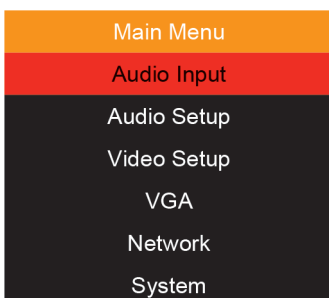 Main Menu
Audio Input
Audio Setup
Video Setup
VGA
Network
System